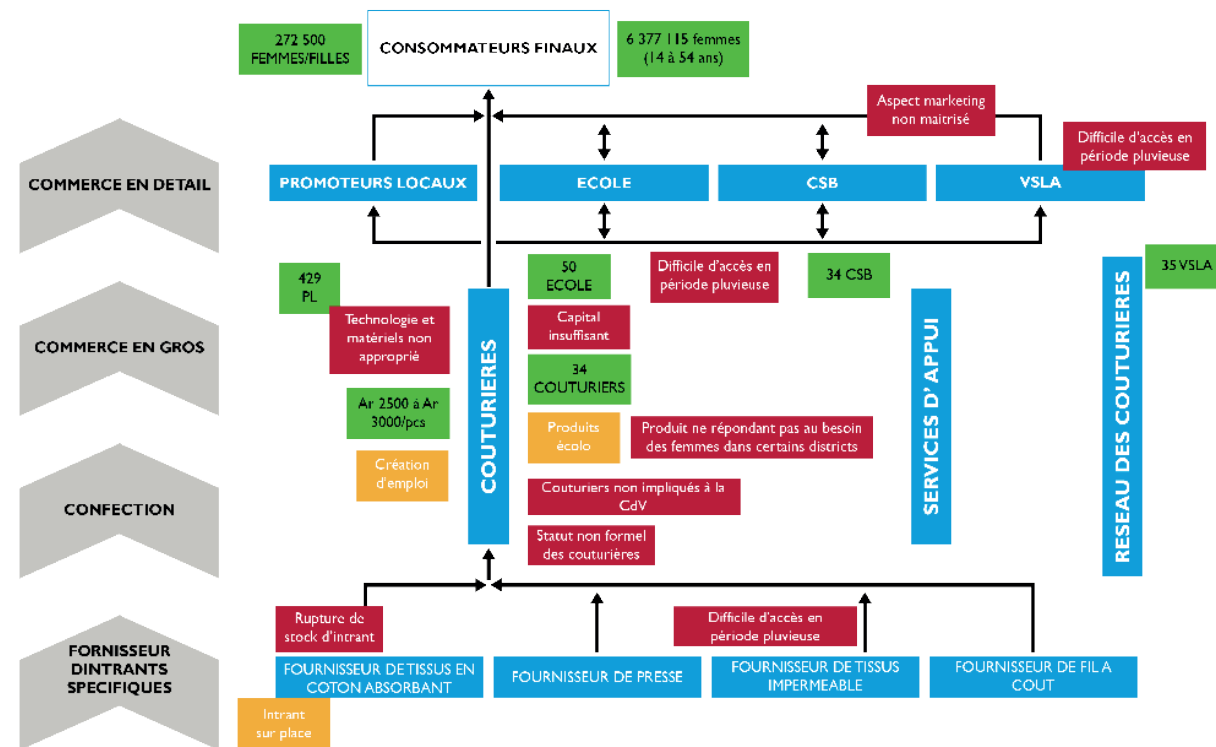 272 500
FEMMES/FILLES
CONSOMMATEURS FINAUX
6 377 115 femmes
(14 à 54 ans)
Aspect marketing
non maitrisé
Difficile d'accès en
période pluvieuse
COMMERCE EN DETAIL
PROMOTEURS LOCAUX
ECOLE
CSB
VSLA
429
PL
50
ECOLE
Difficile d'accès en
période pluvieuse
34 CSB
35 VSLA
COMMERCE EN GROS
Technologie et
matériels non
approprié
Capital
insuffisant
34
COUTURIERS
Ar 2500 à Ar
3000/pcs
Produits
écolo
Produit ne répondant pas au besoin
des femmes dans certains districts
Création
d'emploi
COUTURIERES
SERVICES D' APPUI
RESEAU DES COUTURIERES
CONFECTION
Couturiers non impliqués à la
CdV
Statut non formel
des couturières
Rupture de
stock d'intrant
Difficile d'accès en
période pluvieuse
FORNISSEUR
DINTRANTS
SPECIFIQUES
FOURNISSEUR DE TISSUS EN
COTON ABSORBANT
FOURNISSEUR DE PRESSE
FOURNISSEUR DE TISSUS
IMPERMEABLE
FOURNISSEUR DE FIL A
COUT
Intrant
sur place